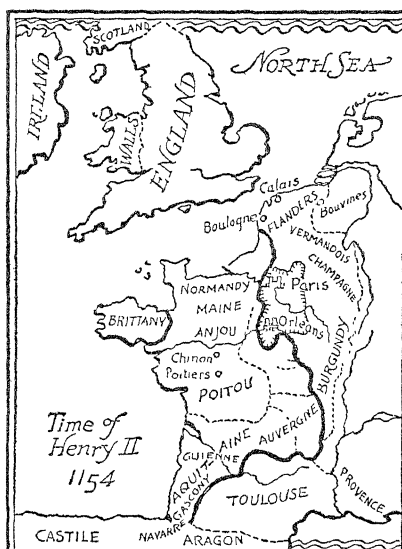 SCOTLAND
NORTH SEA
IRELAND
WALLS
ENGLAND
Calais
Boulogne
FLANDERS
Bouvines
VERMANDOIS
CHAMPAGNE
NORMANDY
Paris
MAINE
BRITTANY
ANJOU
Orleans
BURGUNDY
Chinon
Poitiers
POITOU
Time of
Henry II
1154
AUVERGNE
AQUITAINE
GUIENNE
GASCONY
TOULOUSE
PROVENCE
NAVARRE
CASTILE
ARAGON